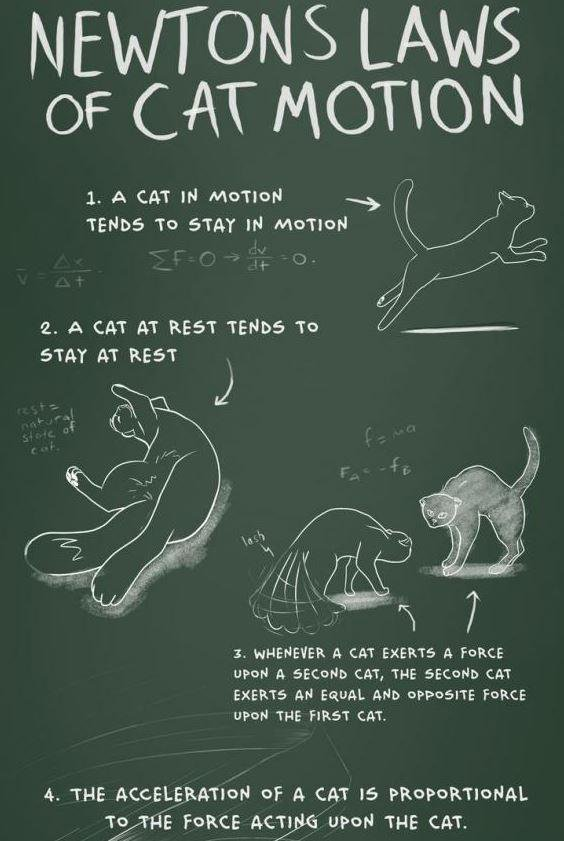 NEWTONS LAWS
OF CAT MOTION
1. A CAT IN MOTION
TENDS TO STAY IN MOTION
v̅ = Δx/Δt
Σf=0 → dv/dt = 0.
2. A CAT AT REST TENDS TO
STAY AT REST
rest =
natural
state of
cat.
f = ma
F_A = -f_B
lash
3. WHENEVER A CAT EXERTS A FORCE
UPON A SECOND CAT, THE SECOND CAT
EXERTS AN EQUAL AND OPPOSITE FORCE
UPON THE FIRST CAT.
4. THE ACCELERATION OF A CAT IS PROPORTIONAL
TO THE FORCE ACTING UPON THE CAT.